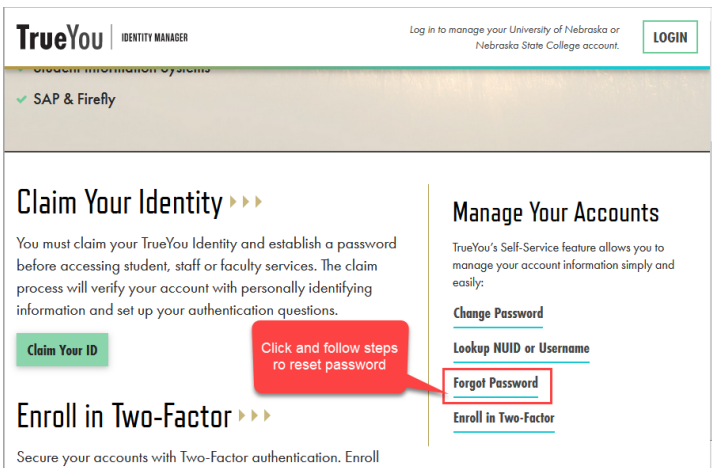 TrueYou IDENTITY MANAGER
Log in to manage your University of Nebraska or
Nebraska State College account.
LOGIN
Student Information Systems
SAP & Firefly
Claim Your Identity
You must claim your TrueYou Identity and establish a password
before accessing student, staff or faculty services. The claim
process will verify your account with personally identifying
information and set up your authentication questions.
Claim Your ID
Enroll in Two-Factor
Secure your accounts with Two-Factor authentication. Enroll
Manage Your Accounts
TrueYou's Self-Service feature allows you to
manage your account information simply and
easily:
Change Password
Lookup NUID or Username
Click and follow steps
ro reset password
Forgot Password
Enroll in Two-Factor